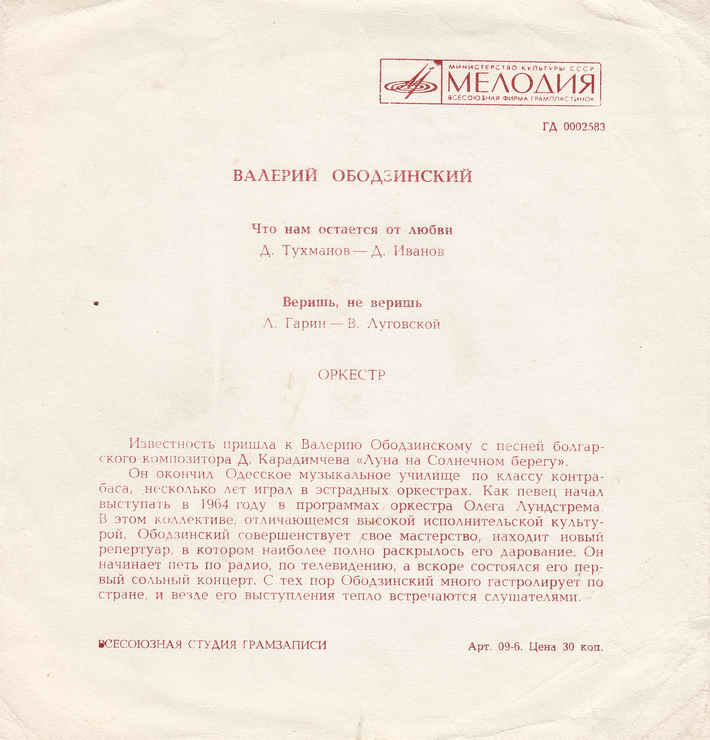 МИНИСТЕРСТВО КУЛЬТУРЫ СССР
МЕЛОДИЯ
ВСЕСОЮЗНАЯ ФИРМА ГРАМПЛАСТИНОК
ГД 0002583
ВАЛЕРИЙ ОБОДЗИНСКИЙ
Что нам остается от любви
Д. Тухманов — Д. Иванов
Веришь, не веришь
Л. Гарин — В. Луговской
ОРКЕСТР
Известность пришла к Валерию Ободзинскому с песней болгар-
ского композитора Д. Карадимчева «Луна на Солнечном берегу».
Он окончил Одесское музыкальное училище по классу контра-
баса, несколько лет играл в эстрадных оркестрах. Как певец начал
выступать в 1964 году в программах оркестра Олега Лундстрема.
В этом коллективе, отличающемся высокой исполнительской культу-
рой, Ободзинский совершенствует свое мастерство, находит новый
репертуар, в котором наиболее полно раскрылось его дарование. Он
начинает петь по радио, по телевидению, а вскоре состоялся его пер-
вый сольный концерт. С тех пор Ободзинский много гастролирует по
стране, и везде его выступления тепло встречаются слушателями.
ВСЕСОЮЗНАЯ СТУДИЯ ГРАМЗАПИСИ
Арт. 09-6. Цена 30 коп.